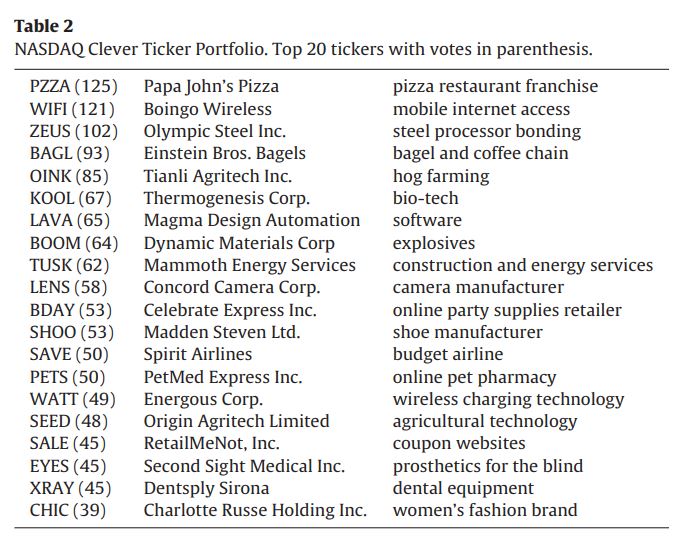 Table 2
NASDAQ Clever Ticker Portfolio. Top 20 tickers with votes in parenthesis.
PZZA (125) Papa John's Pizza pizza restaurant franchise
WIFI (121) Boingo Wireless mobile internet access
ZEUS (102) Olympic Steel Inc. steel processor bonding
BAGL (93) Einstein Bros. Bagels bagel and coffee chain
OINK (85) Tianli Agritech Inc. hog farming
KOOL (67) Thermogenesis Corp. bio-tech
LAVA (65) Magma Design Automation software
BOOM (64) Dynamic Materials Corp explosives
TUSK (62) Mammoth Energy Services construction and energy services
LENS (58) Concord Camera Corp. camera manufacturer
BDAY (53) Celebrate Express Inc. online party supplies retailer
SHOO (53) Madden Steven Ltd. shoe manufacturer
SAVE (50) Spirit Airlines budget airline
PETS (50) PetMed Express Inc. online pet pharmacy
WATT (49) Energous Corp. wireless charging technology
SEED (48) Origin Agritech Limited agricultural technology
SALE (45) RetailMeNot, Inc. coupon websites
EYES (45) Second Sight Medical Inc. prosthetics for the blind
XRAY (45) Dentsply Sirona dental equipment
CHIC (39) Charlotte Russe Holding Inc. women's fashion brand